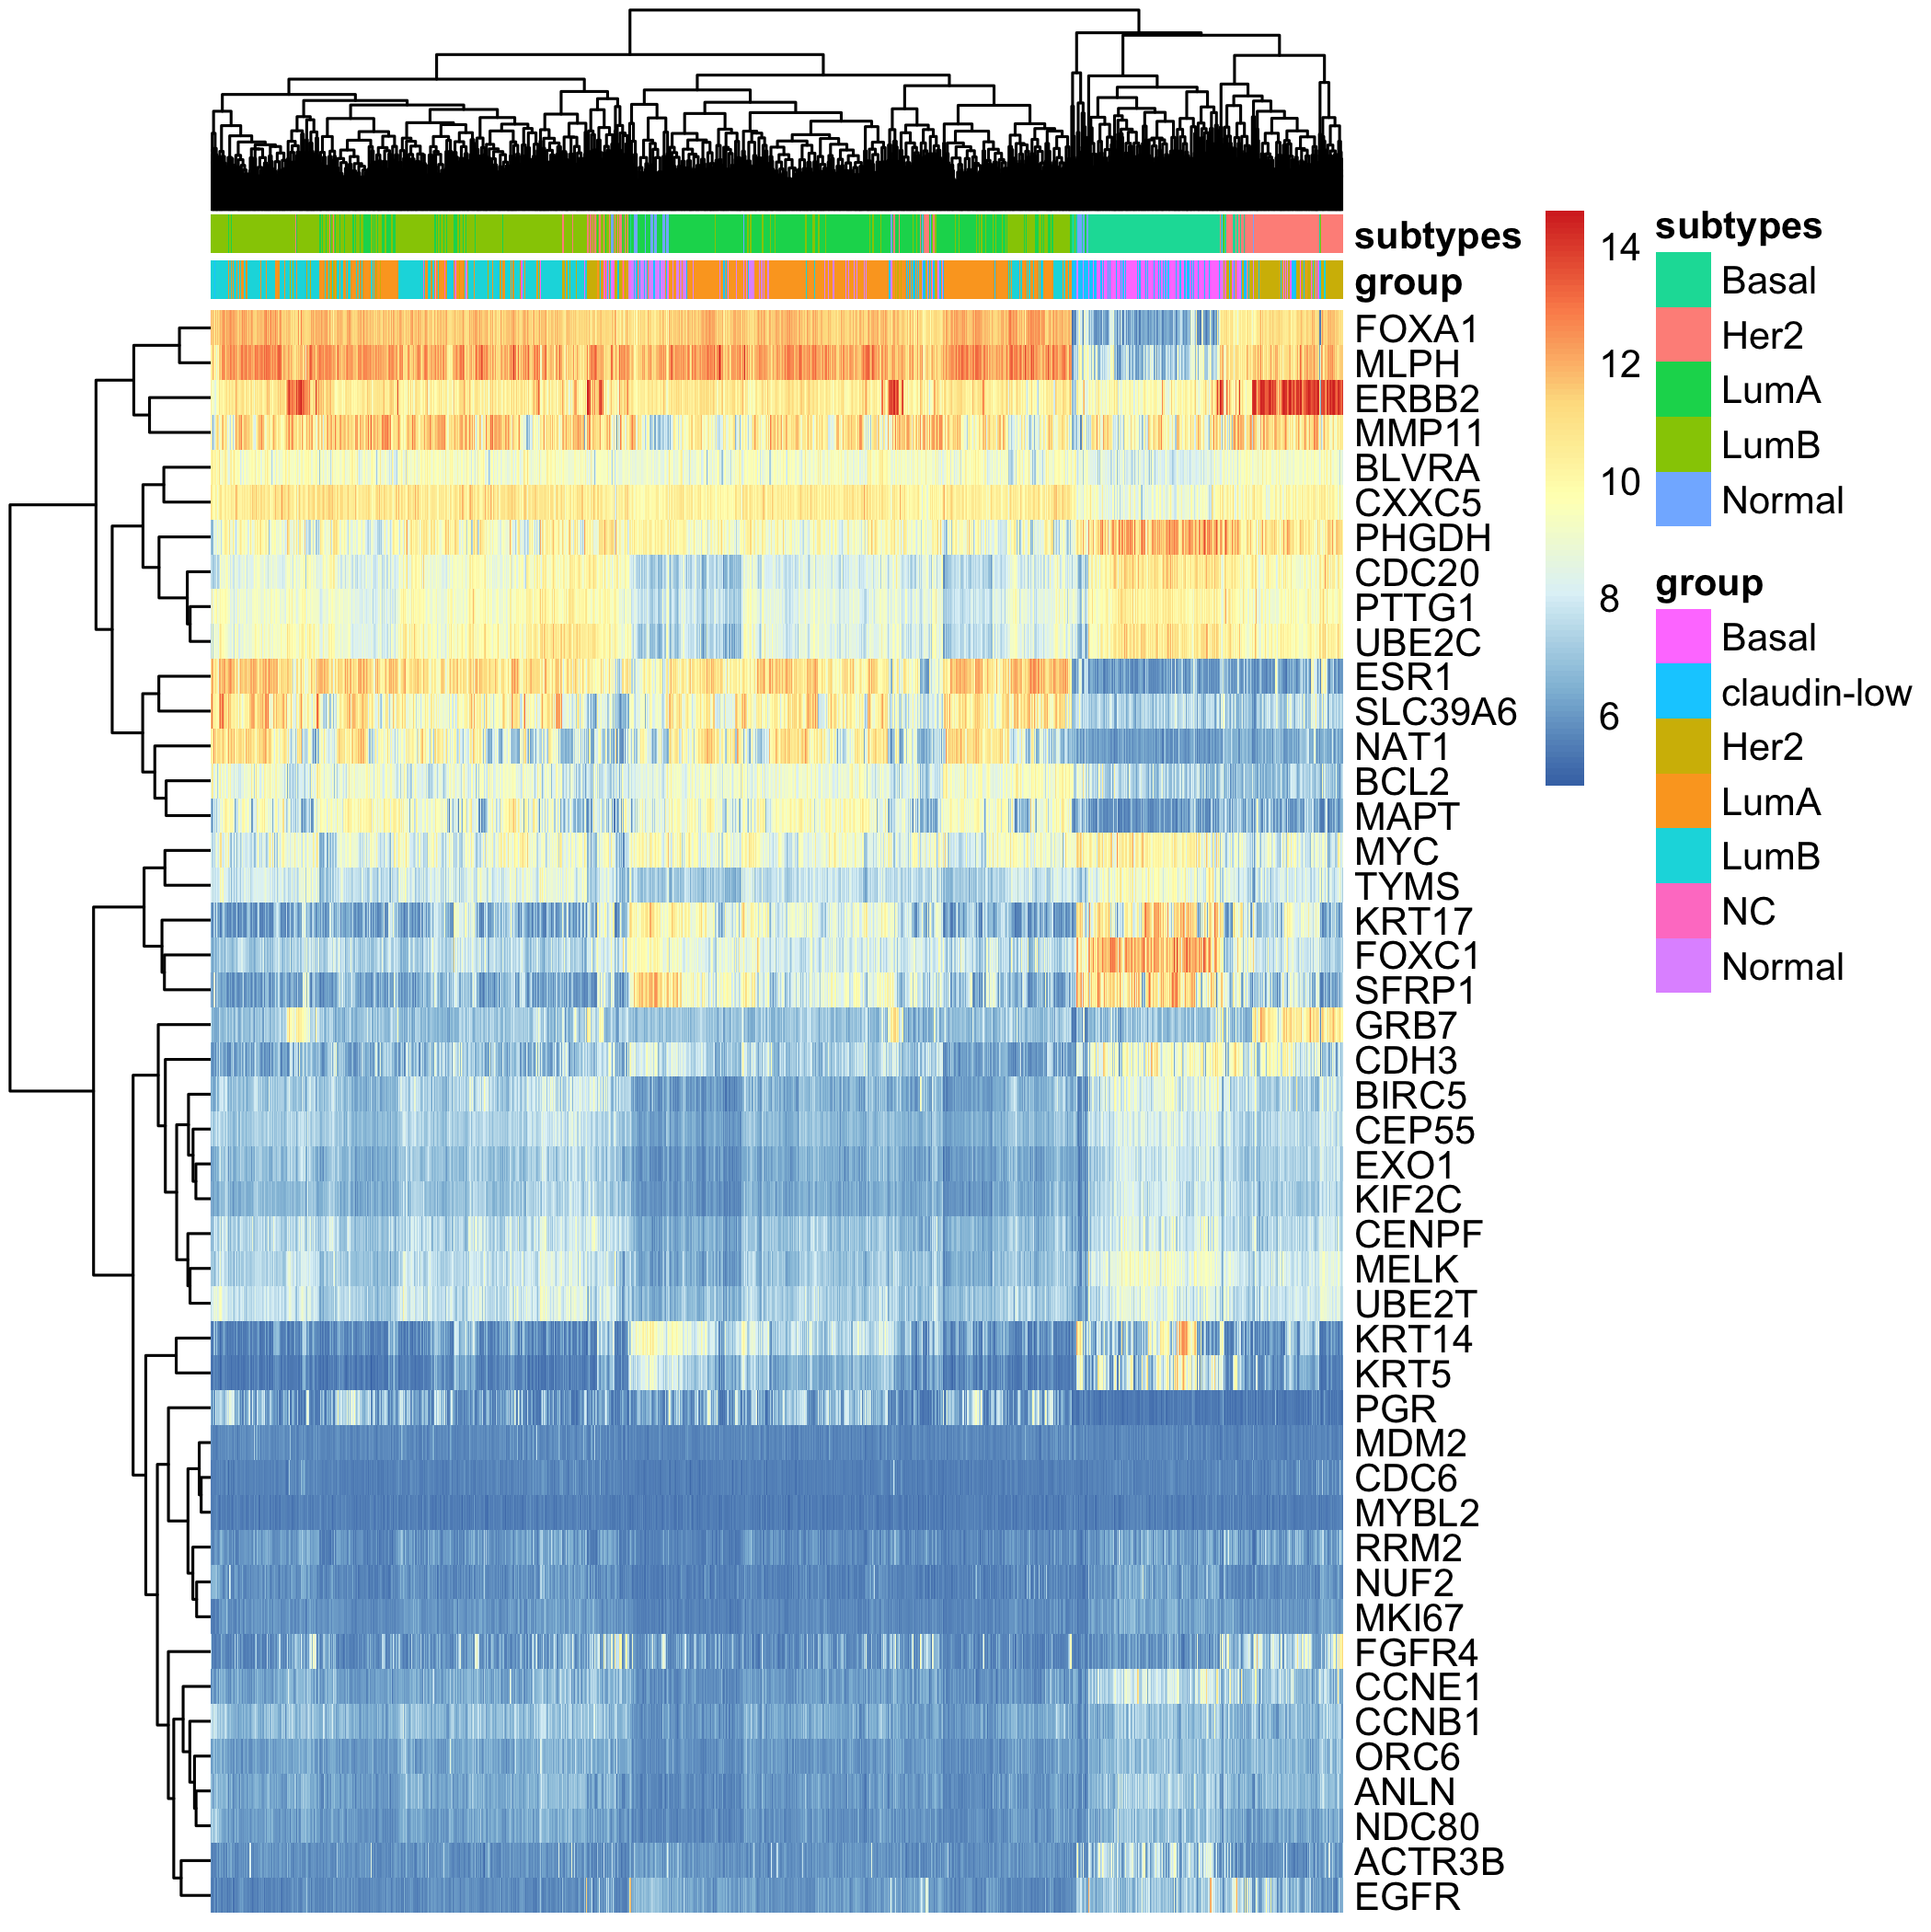 subtypes
group
FOXA1
MLPH
ERBB2
MMP11
BLVRA
CXXC5
PHGDH
CDC20
PTTG1
UBE2C
ESR1
SLC39A6
NAT1
BCL2
MAPT
MYC
TYMS
KRT17
FOXC1
SFRP1
GRB7
CDH3
BIRC5
CEP55
EXO1
KIF2C
CENPF
MELK
UBE2T
KRT14
KRT5
PGR
MDM2
CDC6
MYBL2
RRM2
NUF2
MKI67
FGFR4
CCNE1
CCNB1
ORC6
ANLN
NDC80
ACTR3B
EGFR
14
12
10
8
6
subtypes
Basal
Her2
LumA
LumB
Normal
group
Basal
claudin-low
Her2
LumA
LumB
NC
Normal